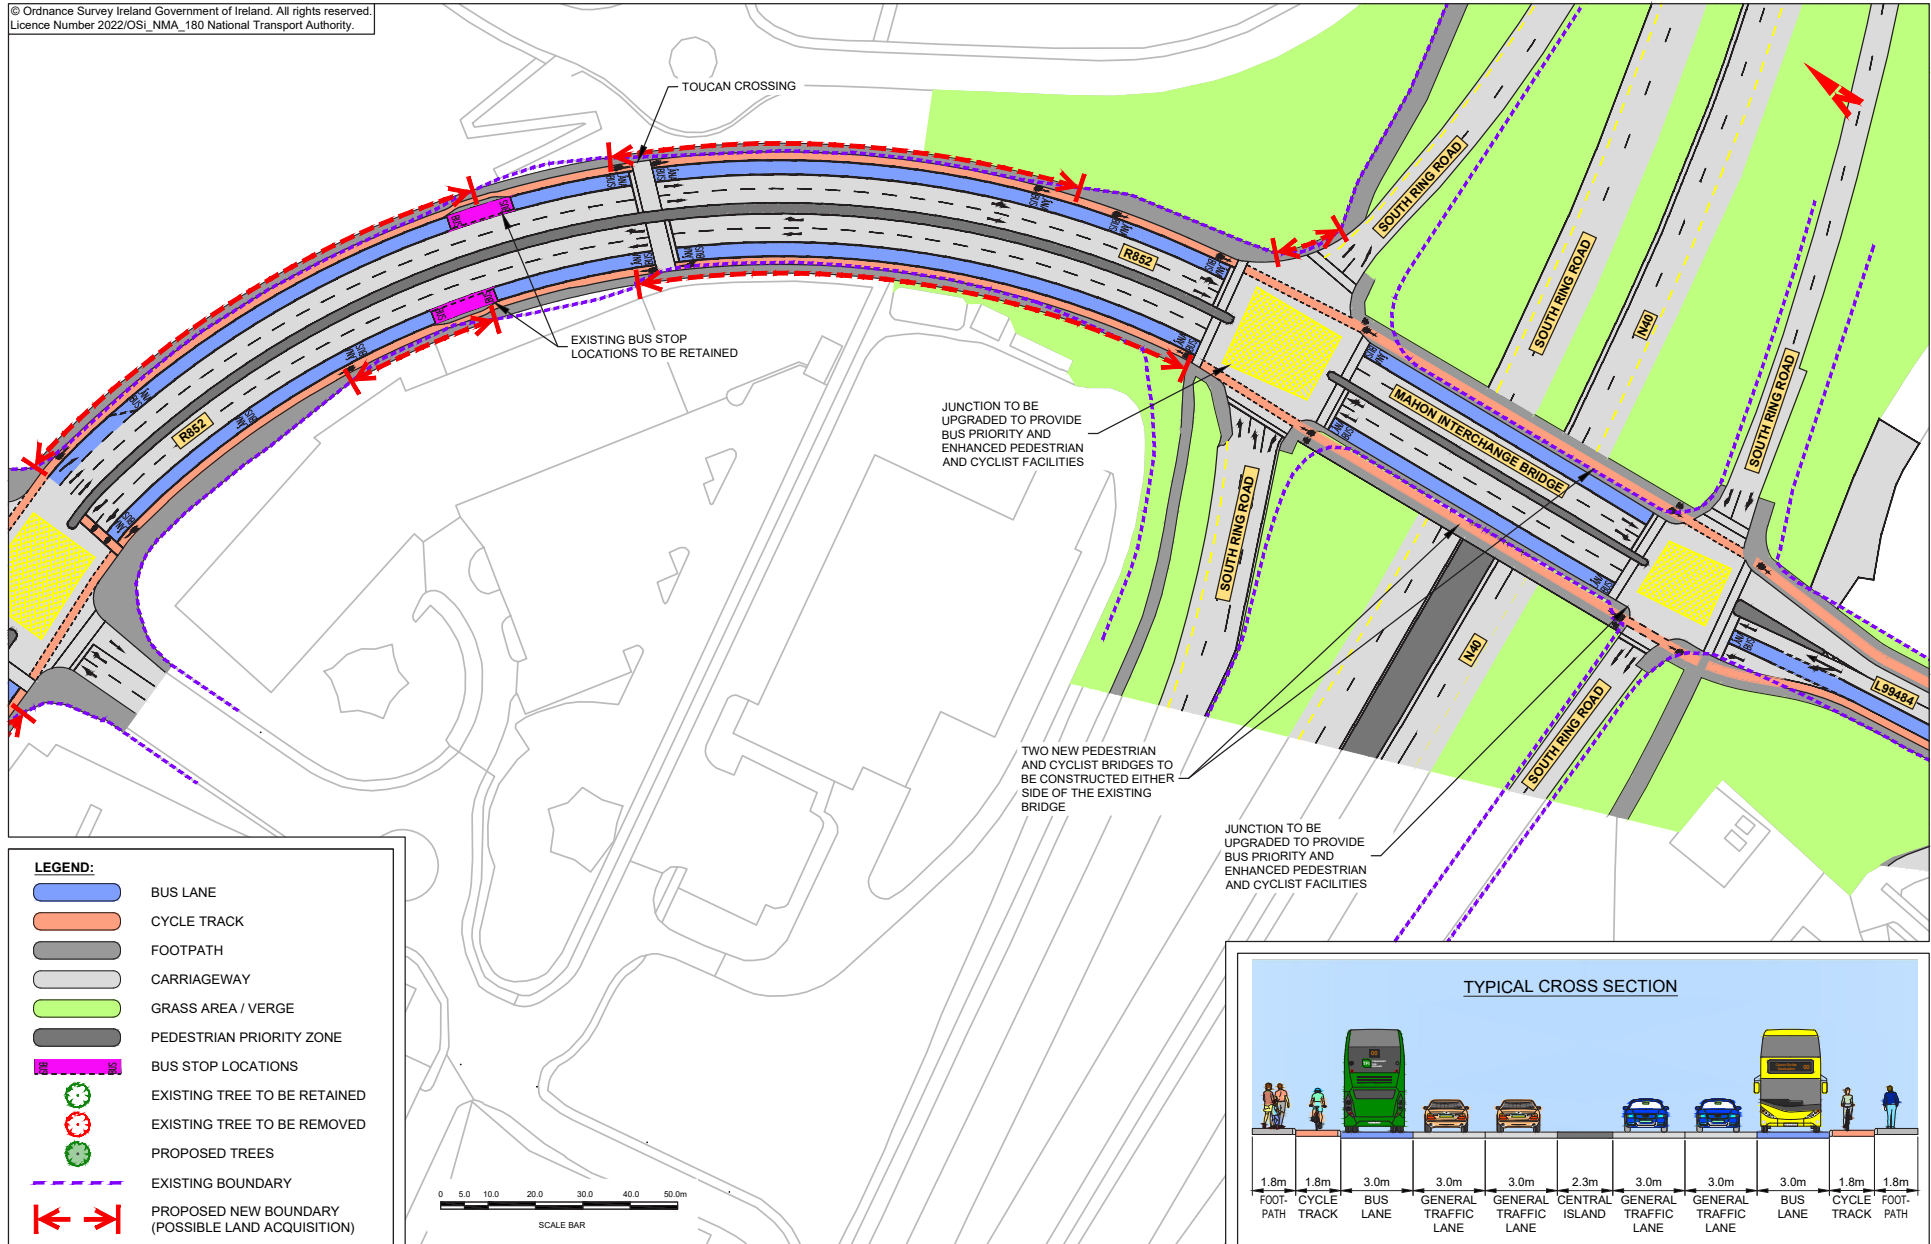 © Ordnance Survey Ireland Government of Ireland. All rights reserved.
Licence Number 2022/OSi_NMA_180 National Transport Authority.
TOUCAN CROSSING
N
SOUTH RING ROAD
R852
SOUTH RING ROAD
N40
EXISTING BUS STOP
LOCATIONS TO BE RETAINED
R852
JUNCTION TO BE
UPGRADED TO PROVIDE
BUS PRIORITY AND
ENHANCED PEDESTRIAN
AND CYCLIST FACILITIES
MAHON INTERCHANGE BRIDGE
SOUTH RING ROAD
SOUTH RING ROAD
N40
L99484
SOUTH RING ROAD
TWO NEW PEDESTRIAN
AND CYCLIST BRIDGES TO
BE CONSTRUCTED EITHER
SIDE OF THE EXISTING
BRIDGE
JUNCTION TO BE
UPGRADED TO PROVIDE
BUS PRIORITY AND
ENHANCED PEDESTRIAN
AND CYCLIST FACILITIES
LEGEND:
BUS LANE
CYCLE TRACK
FOOTPATH
CARRIAGEWAY
GRASS AREA / VERGE
PEDESTRIAN PRIORITY ZONE
BUS STOP LOCATIONS
EXISTING TREE TO BE RETAINED
EXISTING TREE TO BE REMOVED
PROPOSED TREES
EXISTING BOUNDARY
PROPOSED NEW BOUNDARY
(POSSIBLE LAND ACQUISITION)
0 5.0 10.0 20.0 30.0 40.0 50.0m
SCALE BAR
TYPICAL CROSS SECTION
1.8m 1.8m 3.0m 3.0m 3.0m 2.3m 3.0m 3.0m 3.0m 1.8m 1.8m
FOOT- CYCLE BUS GENERAL GENERAL CENTRAL GENERAL GENERAL BUS CYCLE FOOT-
PATH TRACK LANE TRAFFIC TRAFFIC ISLAND TRAFFIC TRAFFIC LANE TRACK PATH
LANE LANE LANE LANE